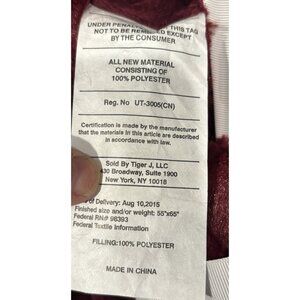 UNDER PENALTY THIS TAG
NOT TO BE REMOVED EXCEPT
BY THE CONSUMER
ALL NEW MATERIAL
CONSISTING OF
100% POLYESTER
Reg. No UT-3005(CN)
Certification is made by the manufacturer
that the materials in this article are described
in accordance with law.
Sold By Tiger J, LLC
430 Broadway, Suite 1900
New York, NY 10018
of Delivery: Aug 10,2015
Finished size and/or weight: 55"x65"
Federal RN# 96393
Federal Textile Information
FILLING:100% POLYESTER
MADE IN CHINA